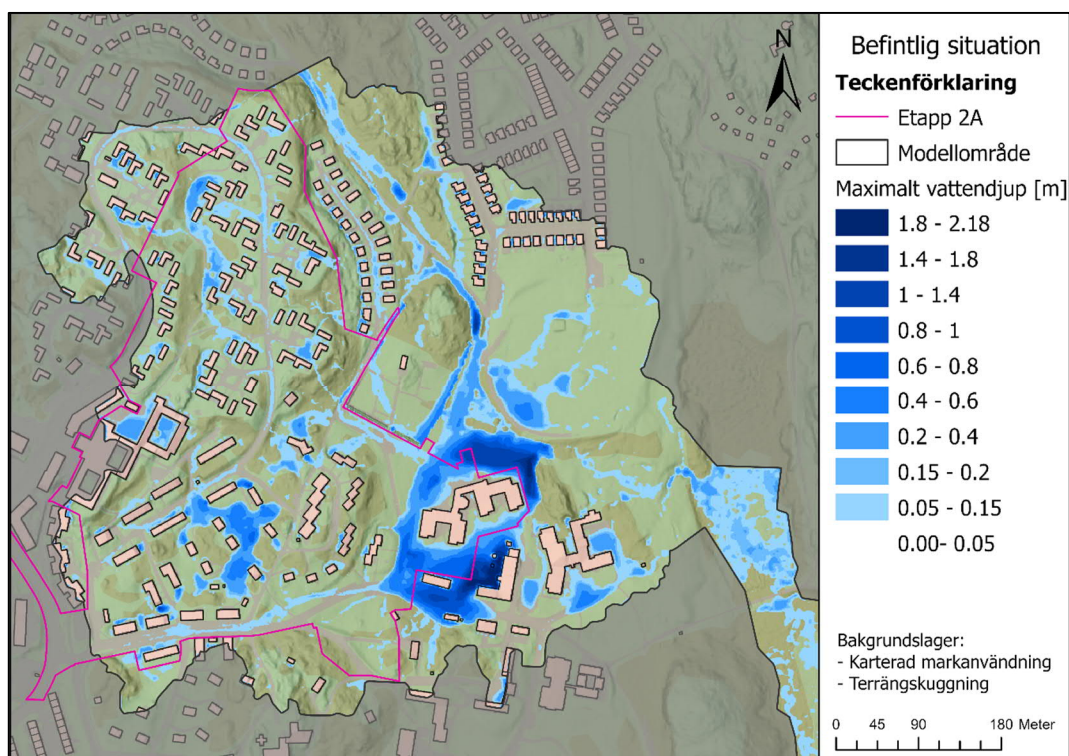 N
Befintlig situation
Teckenförklaring
Etapp 2A
Modellområde
Maximalt vattendjup [m]
1.8 - 2.18
1.4 - 1.8
1 - 1.4
0.8 - 1
0.6 - 0.8
0.4 - 0.6
0.2 - 0.4
0.15 - 0.2
0.05 - 0.15
0.00- 0.05
Bakgrundslager:
- Karterad markanvändning
- Terrängskuggning
0 45 90 180 Meter